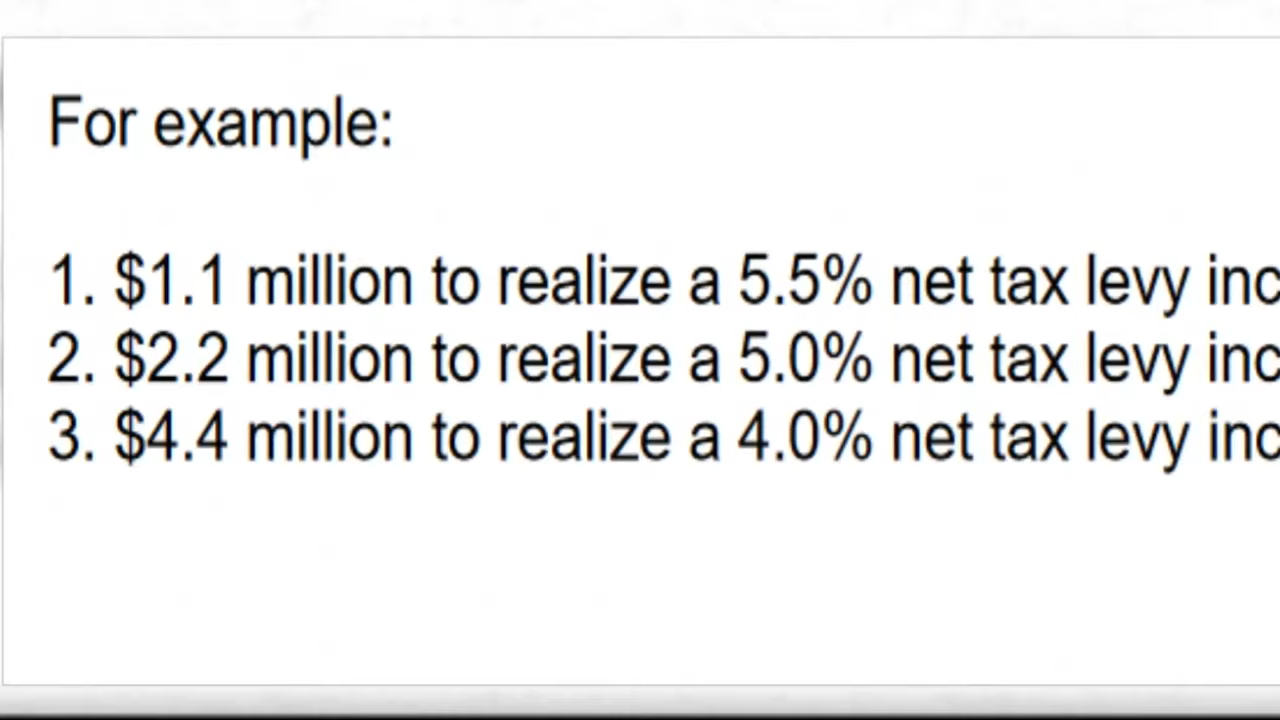 For example:
1. $1.1 million to realize a 5.5% net tax levy inc
2. $2.2 million to realize a 5.0% net tax levy inc
3. $4.4 million to realize a 4.0% net tax levy inc